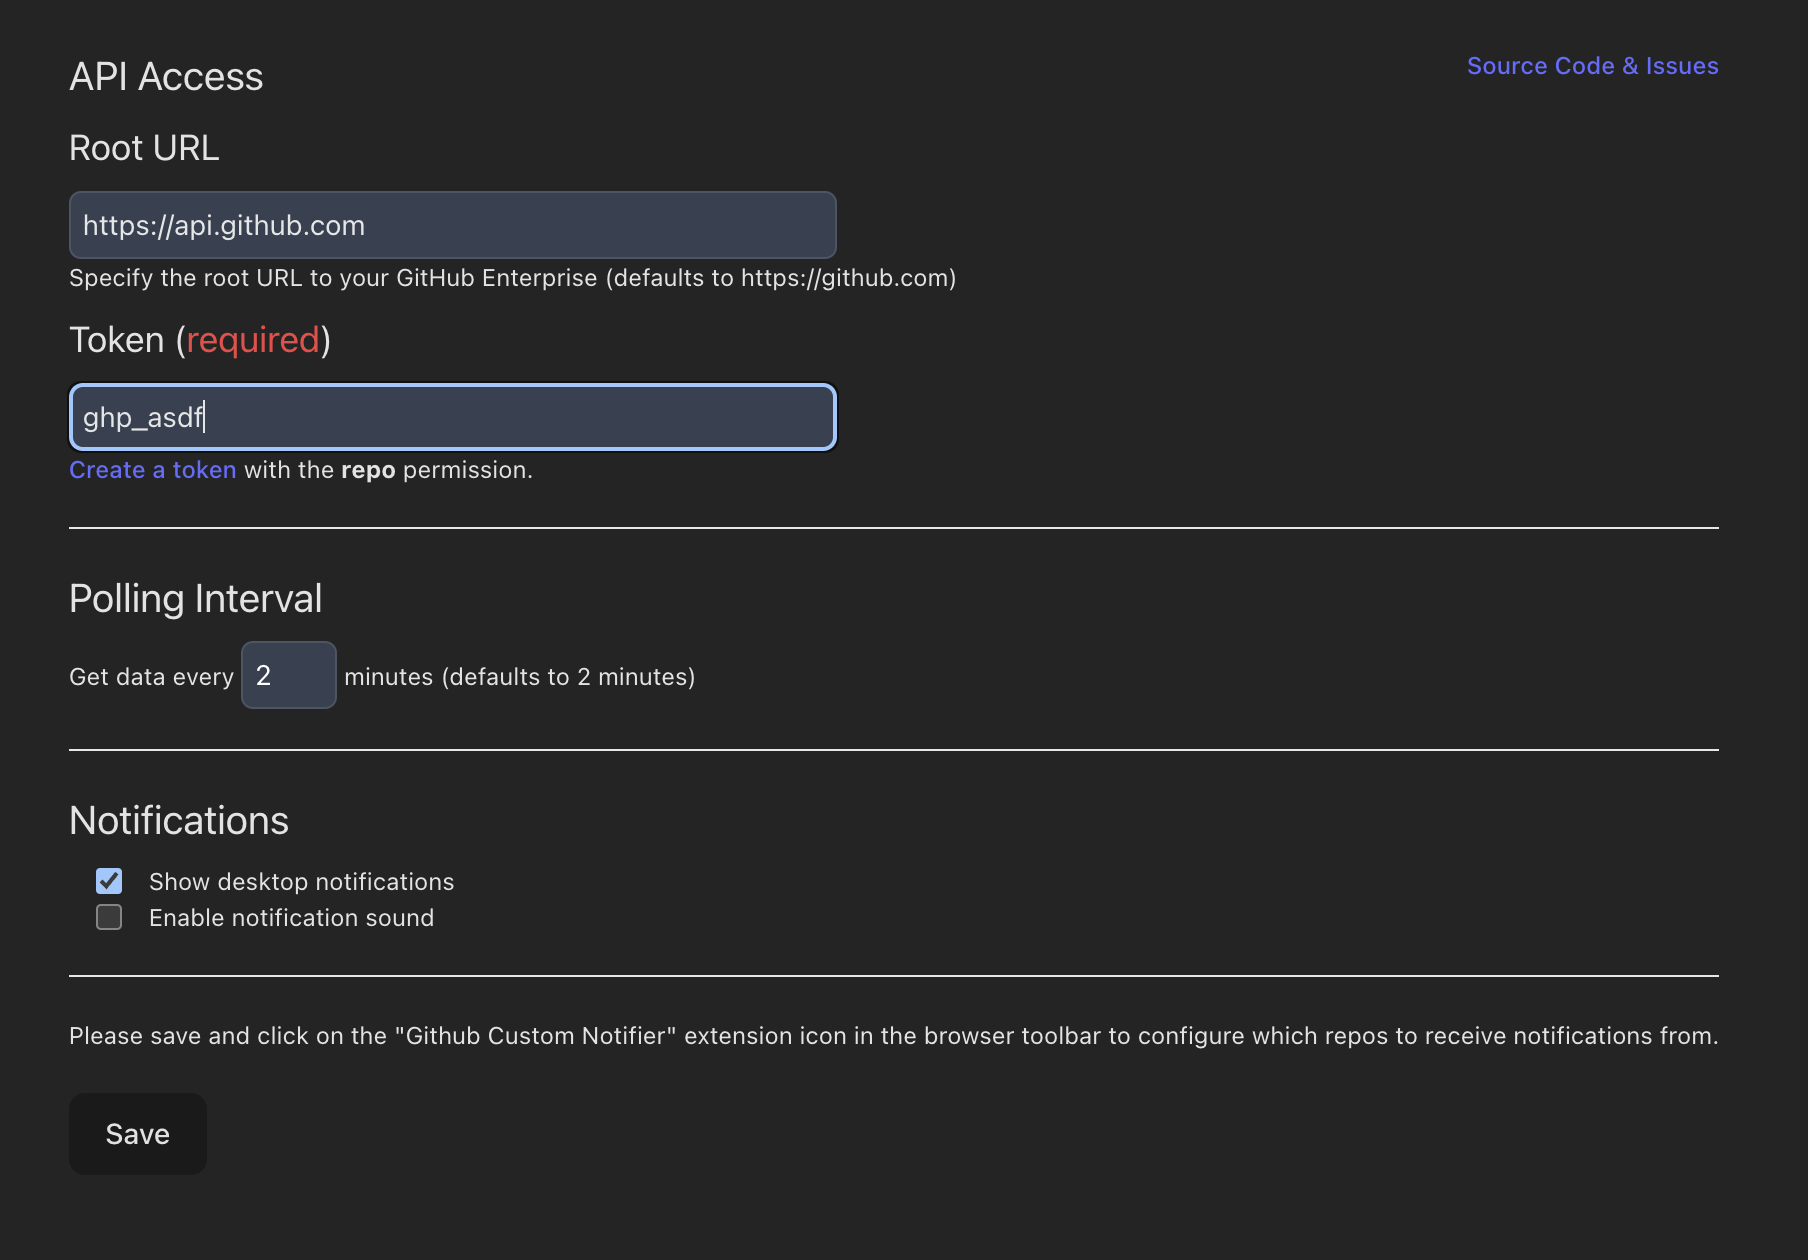 API Access
Source Code & Issues
Root URL
https://api.github.com
Specify the root URL to your GitHub Enterprise (defaults to https://github.com)
Token (required)
ghp_asdf
Create a token with the repo permission.
Polling Interval
Get data every 2 minutes (defaults to 2 minutes)
Notifications
Show desktop notifications
Enable notification sound
Please save and click on the "Github Custom Notifier" extension icon in the browser toolbar to configure which repos to receive notifications from.
Save